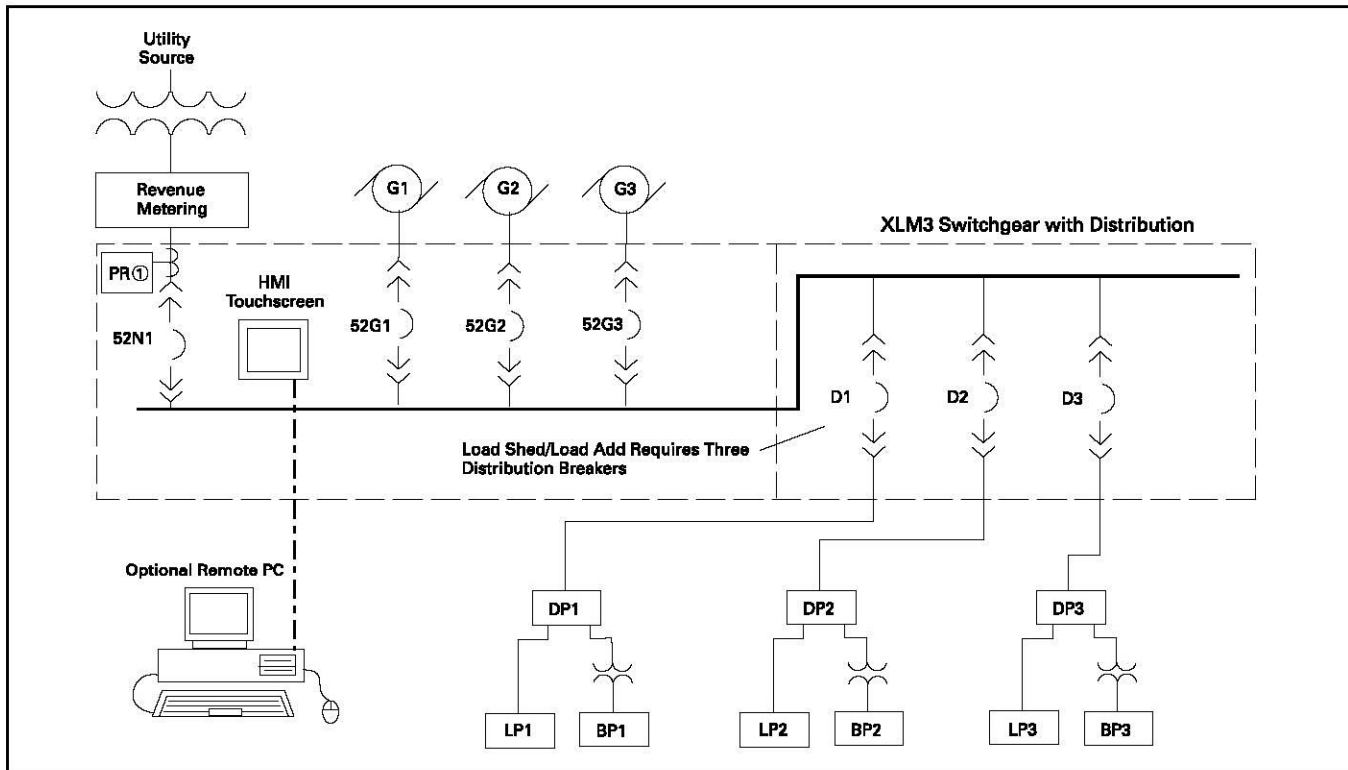 Utility
Source
Revenue
Metering
G1
G2
G3
XLM3 Switchgear with Distribution
PR①
HMI
Touchscreen
52N1
52G1
52G2
52G3
D1
D2
D3
Load Shed/Load Add Requires Three
Distribution Breakers
Optional Remote PC
DP1
DP2
DP3
LP1
BP1
LP2
BP2
LP3
BP3